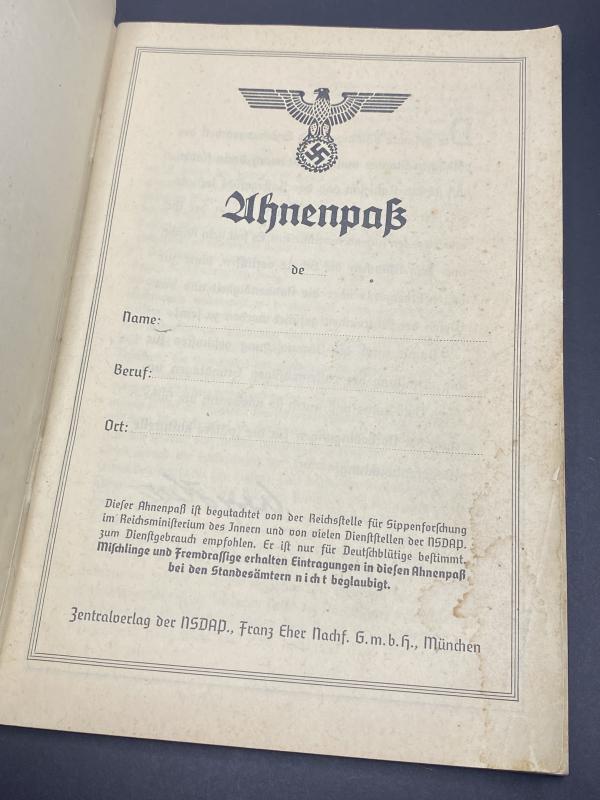 Ahnenpaß
de......
Name:
Beruf:
Ort:
Dieser Ahnenpaß ist begutachtet von der Reichsstelle für Sippenforschung
im Reichsministerium des Innern und von vielen Dienststellen der NSDAP.
zum Dienstgebrauch empfohlen. Er ist nur für Deutschblütige bestimmt.
Mischlinge und Fremdrassige erhalten Eintragungen in diesen Ahnenpaß
bei den Standesämtern nicht beglaubigt.
Zentralverlag der NSDAP., Franz Eher Nachf. G.m.b.H., München